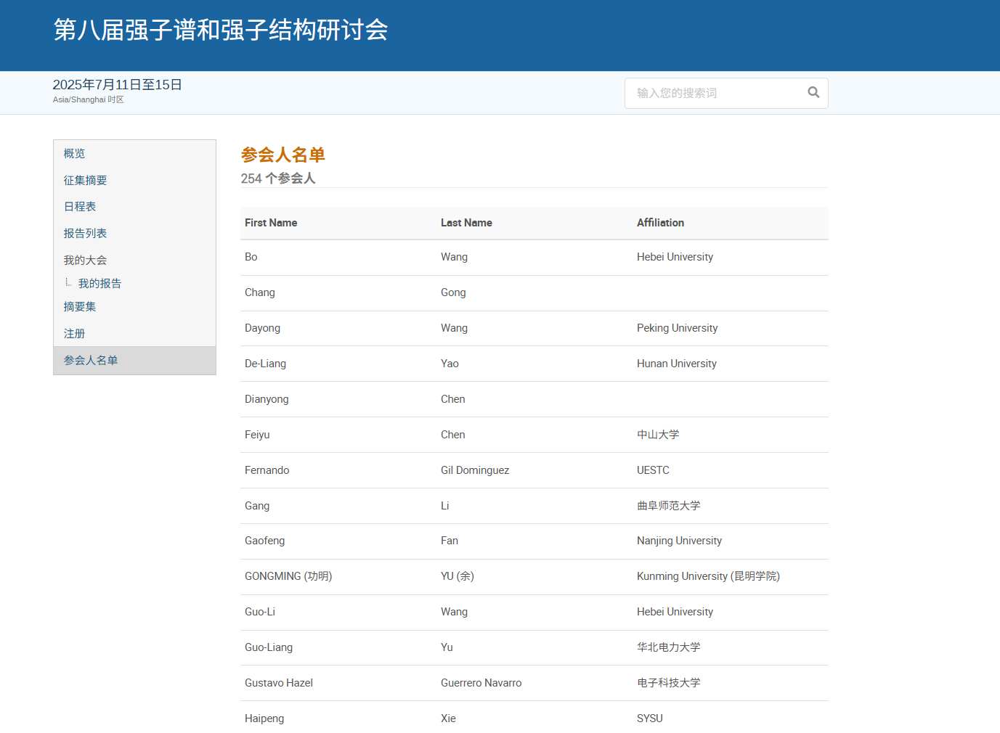 第八届强子谱和强子结构研讨会
2025年7月11日至15日
Asia/Shanghai 时区
输入您的搜索词
概览
征集摘要
日程表
报告列表
我的大会
我的报告
摘要集
注册
参会人名单
参会人名单
254 个参会人
First Name Last Name Affiliation
Bo Wang Hebei University
Chang Gong
Dayong Wang Peking University
De-Liang Yao Hunan University
Dianyong Chen
Feiyu Chen 中山大学
Fernando Gil Dominguez UESTC
Gang Li 曲阜师范大学
Gaofeng Fan Nanjing University
GONGMING (功明) YU (余) Kunming University (昆明学院)
Guo-Li Wang Hebei University
Guo-Liang Yu 华北电力大学
Gustavo Hazel Guerrero Navarro 电子科技大学
Haipeng Xie SYSU